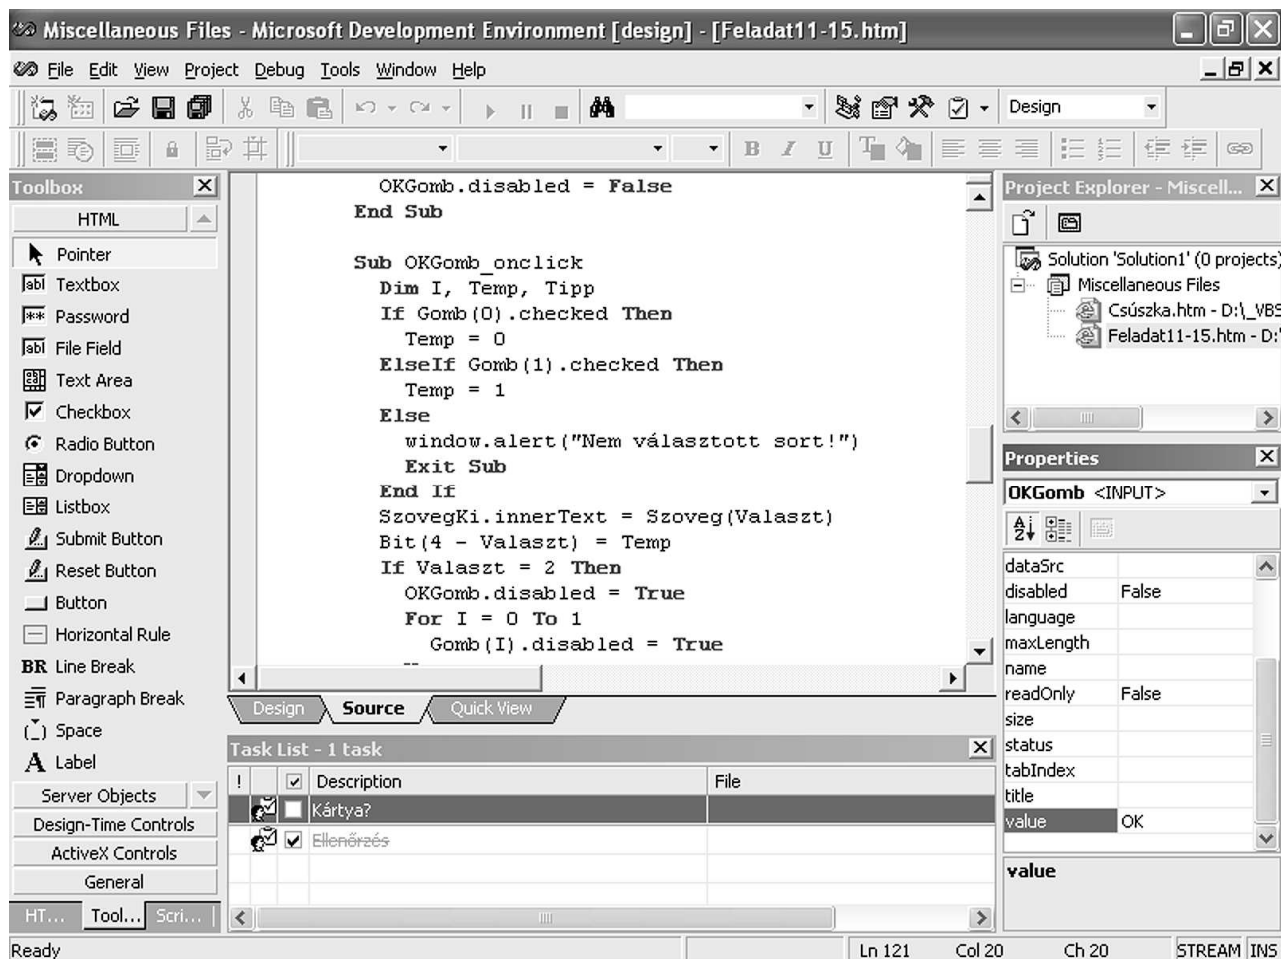 Miscellaneous Files - Microsoft Development Environment [design] - [Feladat11-15.htm]
File Edit View Project Debug Tools Window Help
Design
B I U
Toolbox
HTML
Pointer
Textbox
Password
File Field
Text Area
Checkbox
Radio Button
Dropdown
Listbox
Submit Button
Reset Button
Button
Horizontal Rule
BR Line Break
Paragraph Break
Space
A Label
Server Objects
Design-Time Controls
ActiveX Controls
General
HT... Tool... Scri...
OKGomb.disabled = False
End Sub
Sub OKGomb_onclick
Dim I, Temp, Tipp
If Gomb(0).checked Then
Temp = 0
ElseIf Gomb(1).checked Then
Temp = 1
Else
window.alert("Nem választott sort!")
Exit Sub
End If
SzovegKi.innerText = Szoveg(Valaszt)
Bit(4 - Valaszt) = Temp
If Valaszt = 2 Then
OKGomb.disabled = True
For I = 0 To 1
Gomb(I).disabled = True
Design Source Quick View
Task List - 1 task
! Description File
Kártya?
Ellenőrzés
Project Explorer - Miscell...
Solution 'Solution1' (0 projects)
Miscellaneous Files
Csúszka.htm - D:\_VBS
Feladat11-15.htm - D:\
Properties
OKGomb <INPUT>
dataSrc
disabled False
language
maxLength
name
readOnly False
size
status
tabIndex
title
value OK
value
Ready Ln 121 Col 20 Ch 20 STREAM INS